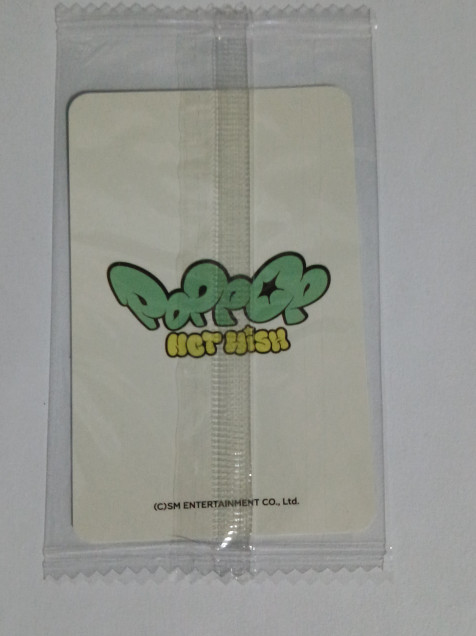 POPPOP
NCT WISH
(C)SM ENTERTAINMENT CO., Ltd.